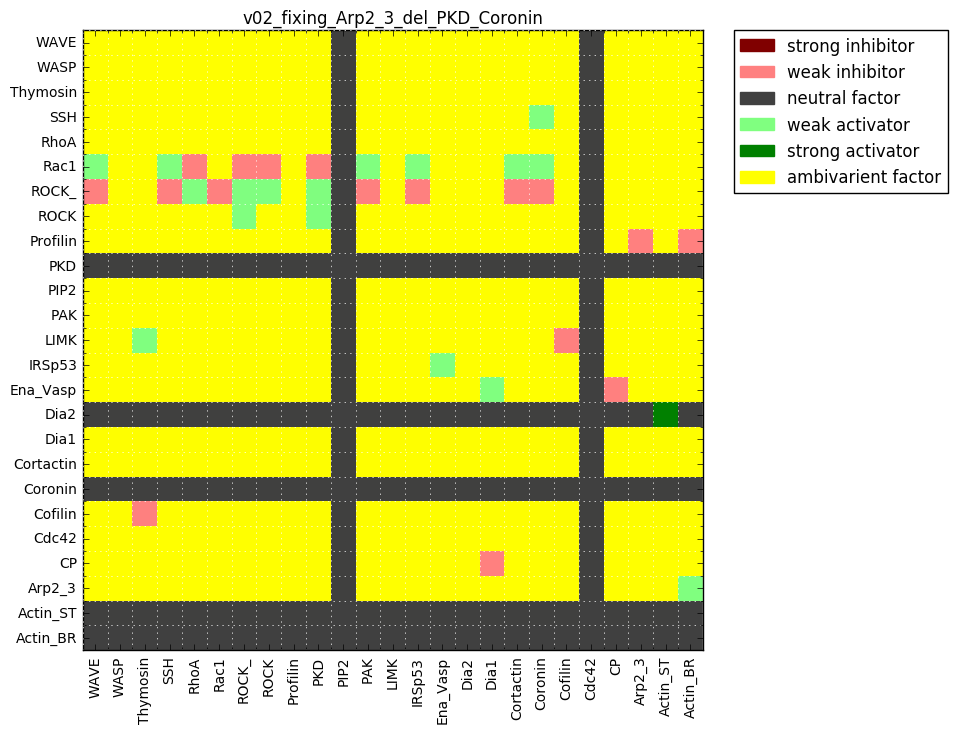 v02_fixing_Arp2_3_del_PKD_Coronin
WAVE
WASP
Thymosin
SSH
RhoA
Rac1
ROCK_
ROCK
Profilin
PKD
PIP2
PAK
LIMK
IRSp53
Ena_Vasp
Dia2
Dia1
Cortactin
Coronin
Cofilin
Cdc42
CP
Arp2_3
Actin_ST
Actin_BR
WAVE
WASP
Thymosin
SSH
RhoA
Rac1
ROCK_
ROCK
Profilin
PKD
PIP2
PAK
LIMK
IRSp53
Ena_Vasp
Dia2
Dia1
Cortactin
Coronin
Cofilin
Cdc42
CP
Arp2_3
Actin_ST
Actin_BR
strong inhibitor
weak inhibitor
neutral factor
weak activator
strong activator
ambivarient factor